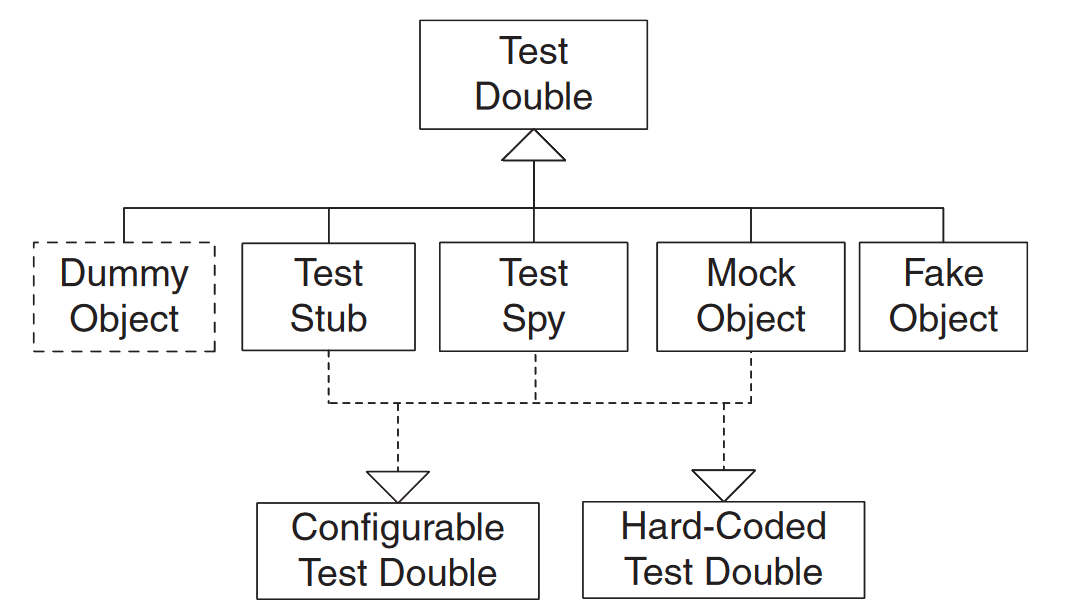 Test
Double
Dummy
Object
Test
Stub
Test
Spy
Mock
Object
Fake
Object
Configurable
Test Double
Hard-Coded
Test Double